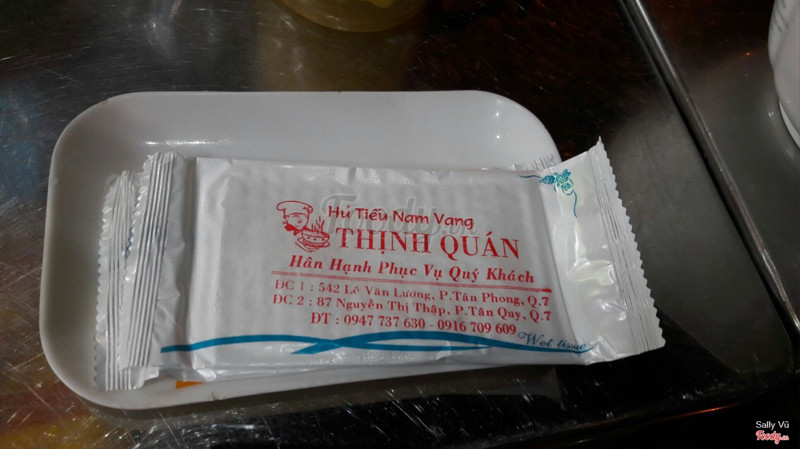 Hủ Tiếu Nam Vang
THỊNH QUÁN
Hân Hạnh Phục Vụ Quý Khách
ĐC 1 : 542 Lê Văn Lương, P.Tân Phong, Q.7
ĐC 2 : 87 Nguyễn Thị Thập, P.Tân Quy, Q.7
ĐT : 0947 737 630 - 0916 709 609
Wet tissue
Foody.vn
Sally Vũ
Foody.vn